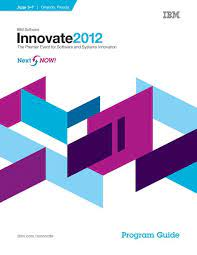 June 3–7 | Orlando, Florida
IBM
IBM Software
Innovate2012
The Premier Event for Software and Systems Innovation
Next NOW!
ibm.com/innovate
Program Guide